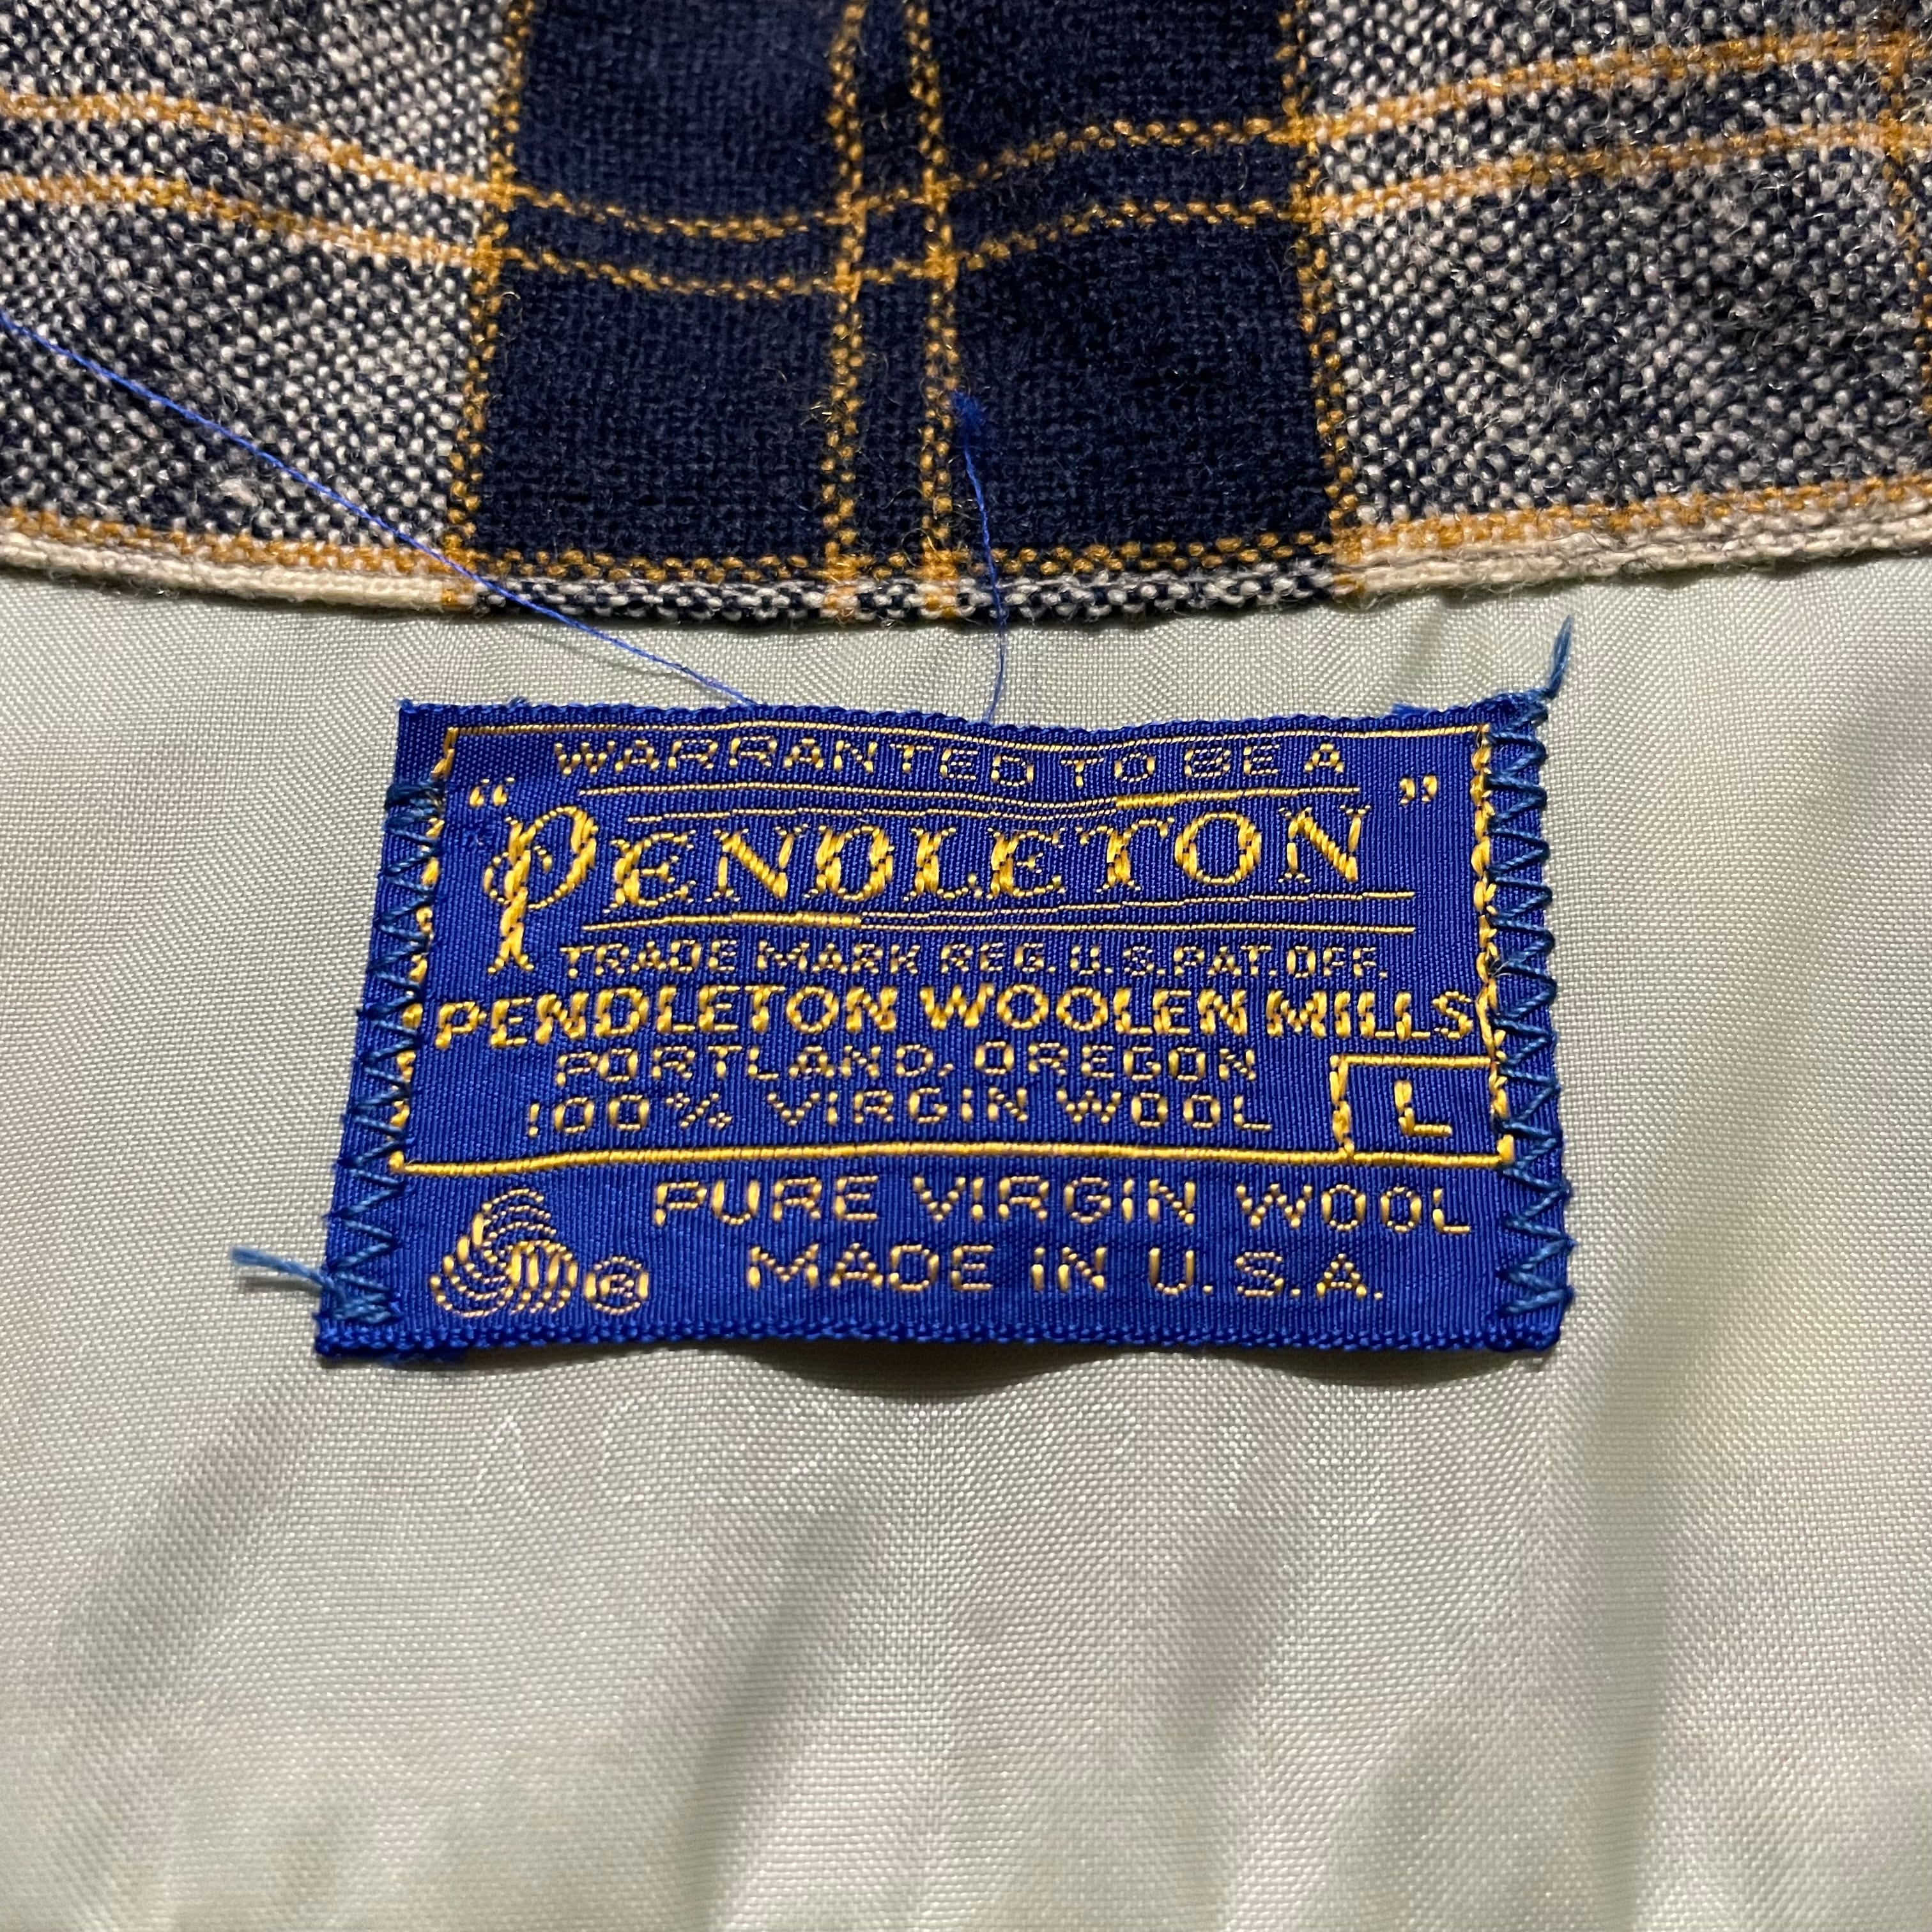 WARRANTED TO BE A
"PENDLETON"
TRADE MARK REG. U.S. PAT. OFF.
PENDLETON WOOLEN MILLS
PORTLAND, OREGON
100% VIRGIN WOOL
L
PURE VIRGIN WOOL
® MADE IN U.S.A.